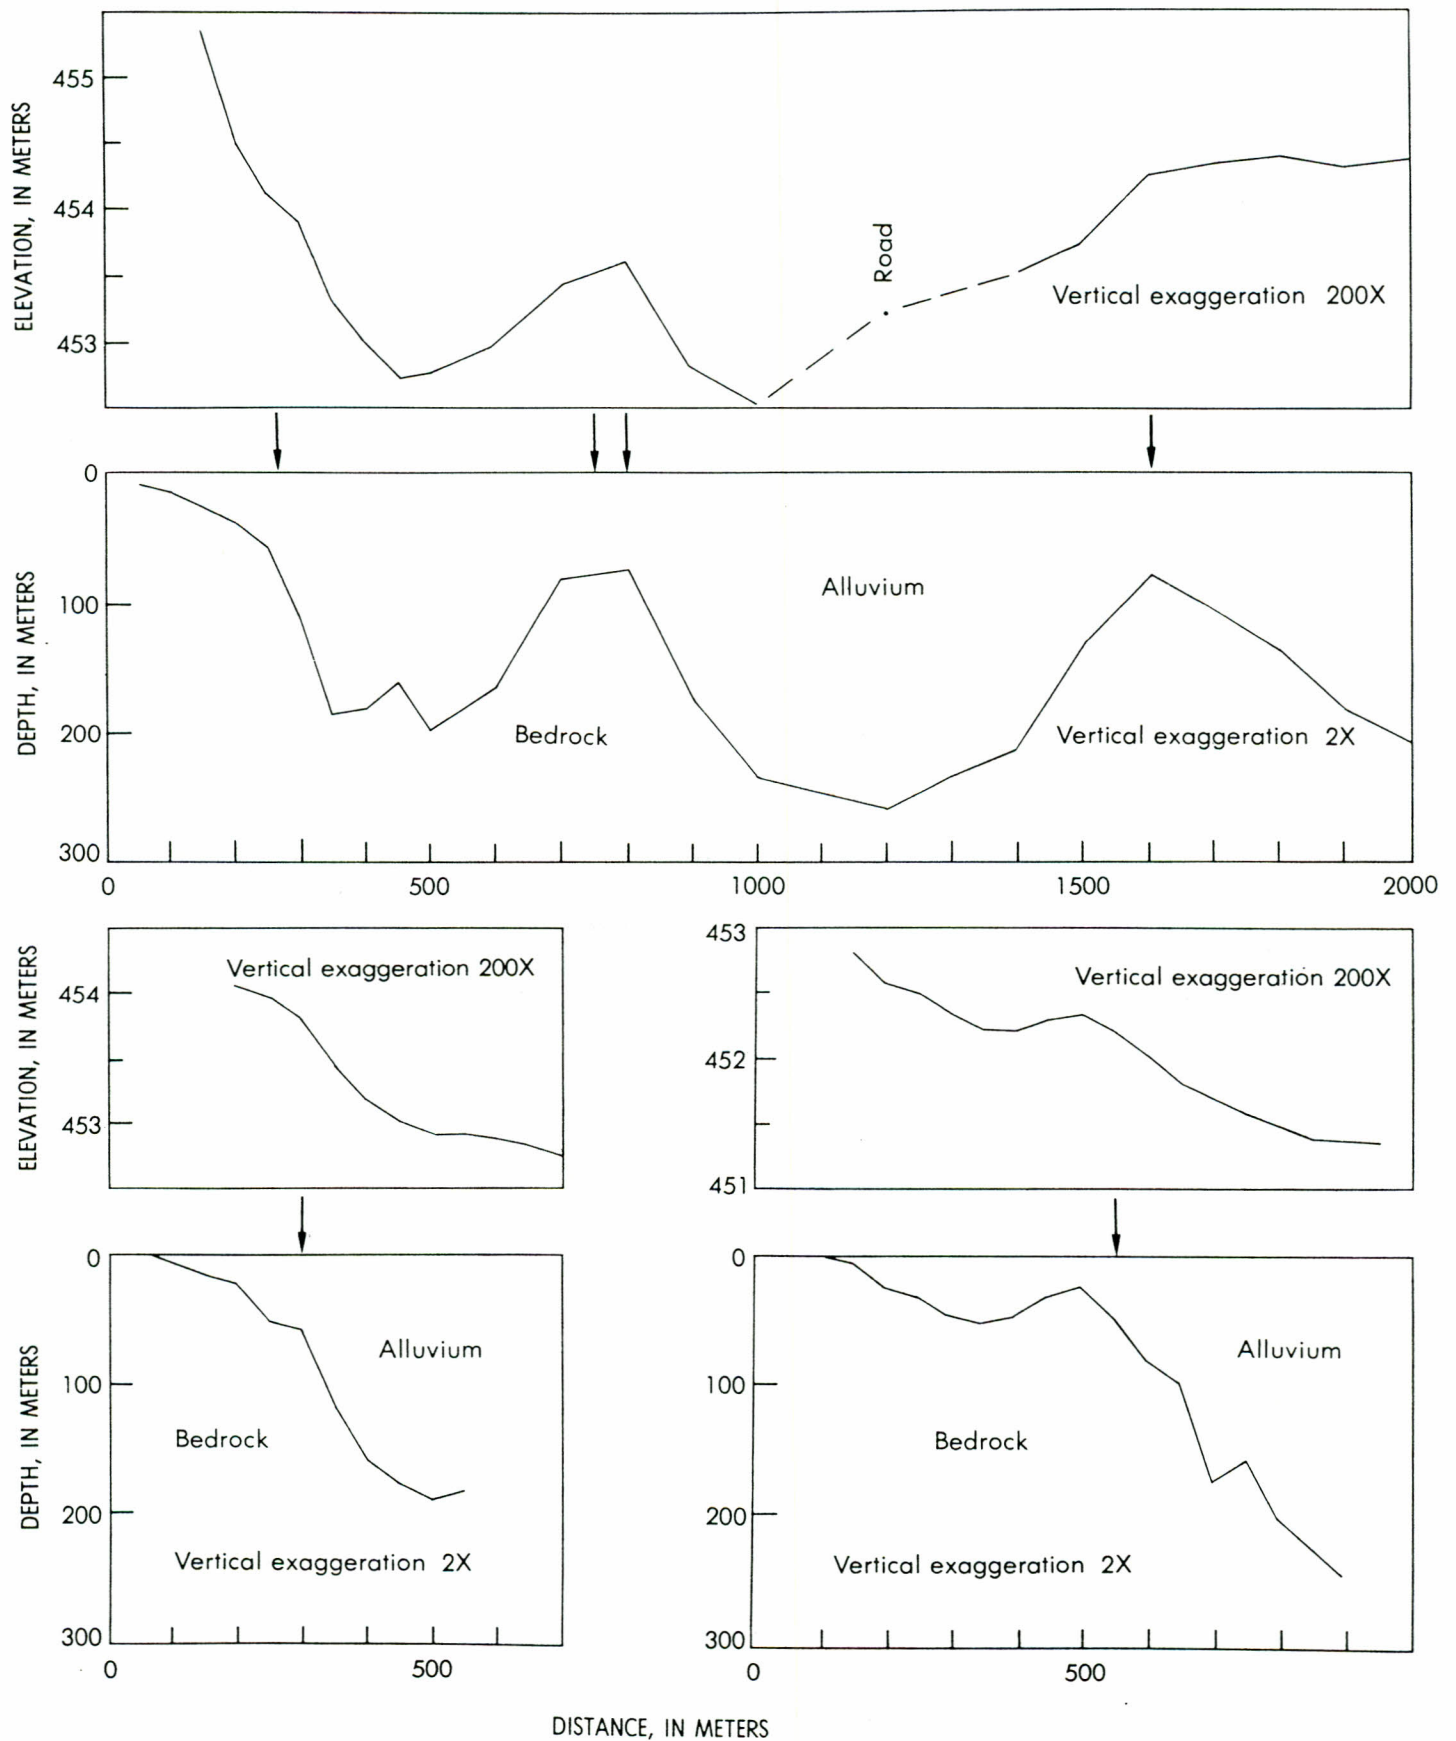 ELEVATION, IN METERS
455
454
453
Road
Vertical exaggeration 200X
DEPTH, IN METERS
0
100
200
300
Alluvium
Bedrock
Vertical exaggeration 2X
0 500 1000 1500 2000
ELEVATION, IN METERS
454
453
Vertical exaggeration 200X
453
452
451
Vertical exaggeration 200X
DEPTH, IN METERS
0
100
200
300
Alluvium
Bedrock
Vertical exaggeration 2X
0 500
0
100
200
300
Alluvium
Bedrock
Vertical exaggeration 2X
0 500
DISTANCE, IN METERS